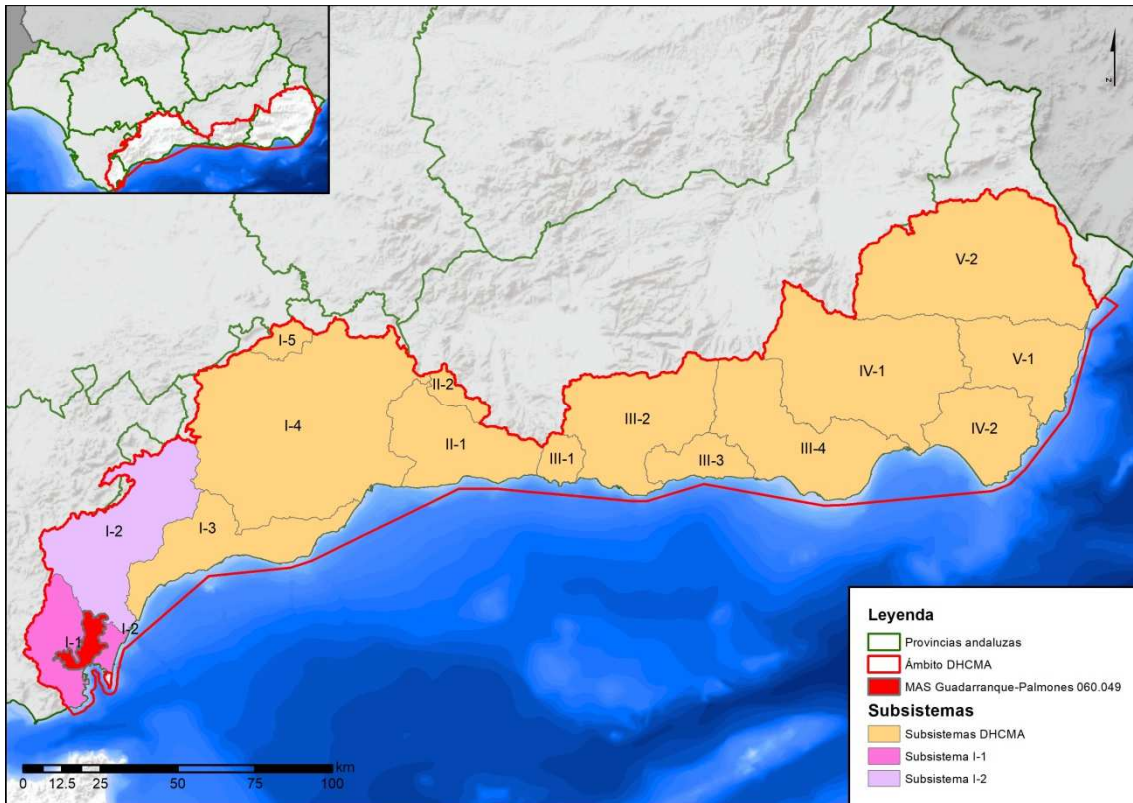 N
V-2
I-5
IV-1
V-1
II-2
III-2
I-4
IV-2
II-1
III-1
III-3
III-4
I-3
I-2
I-1
I-2
Leyenda
Provincias andaluzas
Ámbito DHCMA
MAS Guadarranque-Palmones 060.049
Subsistemas
Subsistemas DHCMA
Subsistema I-1
Subsistema I-2
km
0 12.5 25 50 75 100